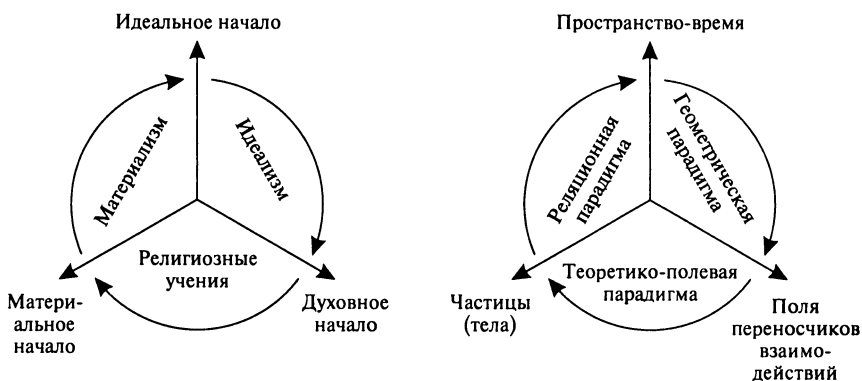 Идеальное начало
Материализм
Идеализм
Религиозные
учения
Матери-
альное
начало
Духовное
начало
Пространство-время
Реляционная
парадигма
Геометрическая
парадигма
Теоретико-полевая
парадигма
Частицы
(тела)
Поля
переносчиков
взаимо-
действий